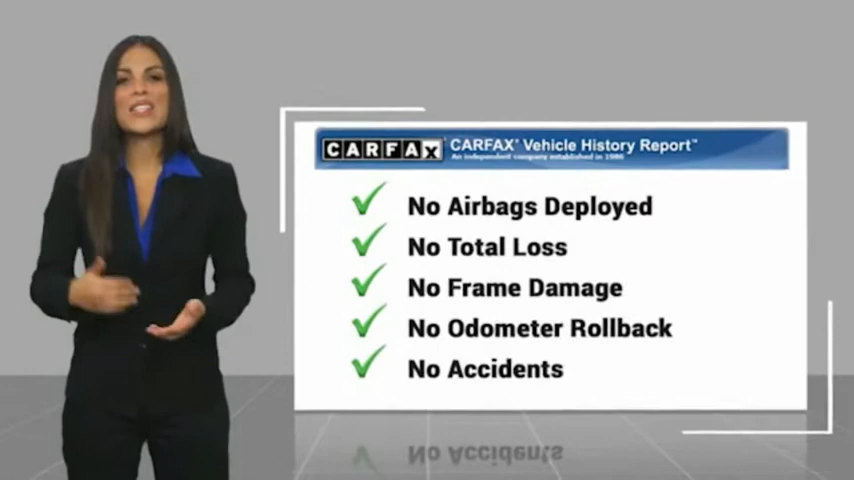 CARFAX CARFAX® Vehicle History Report™
An independent company established in 1986
No Airbags Deployed
No Total Loss
No Frame Damage
No Odometer Rollback
No Accidents
No Accidents